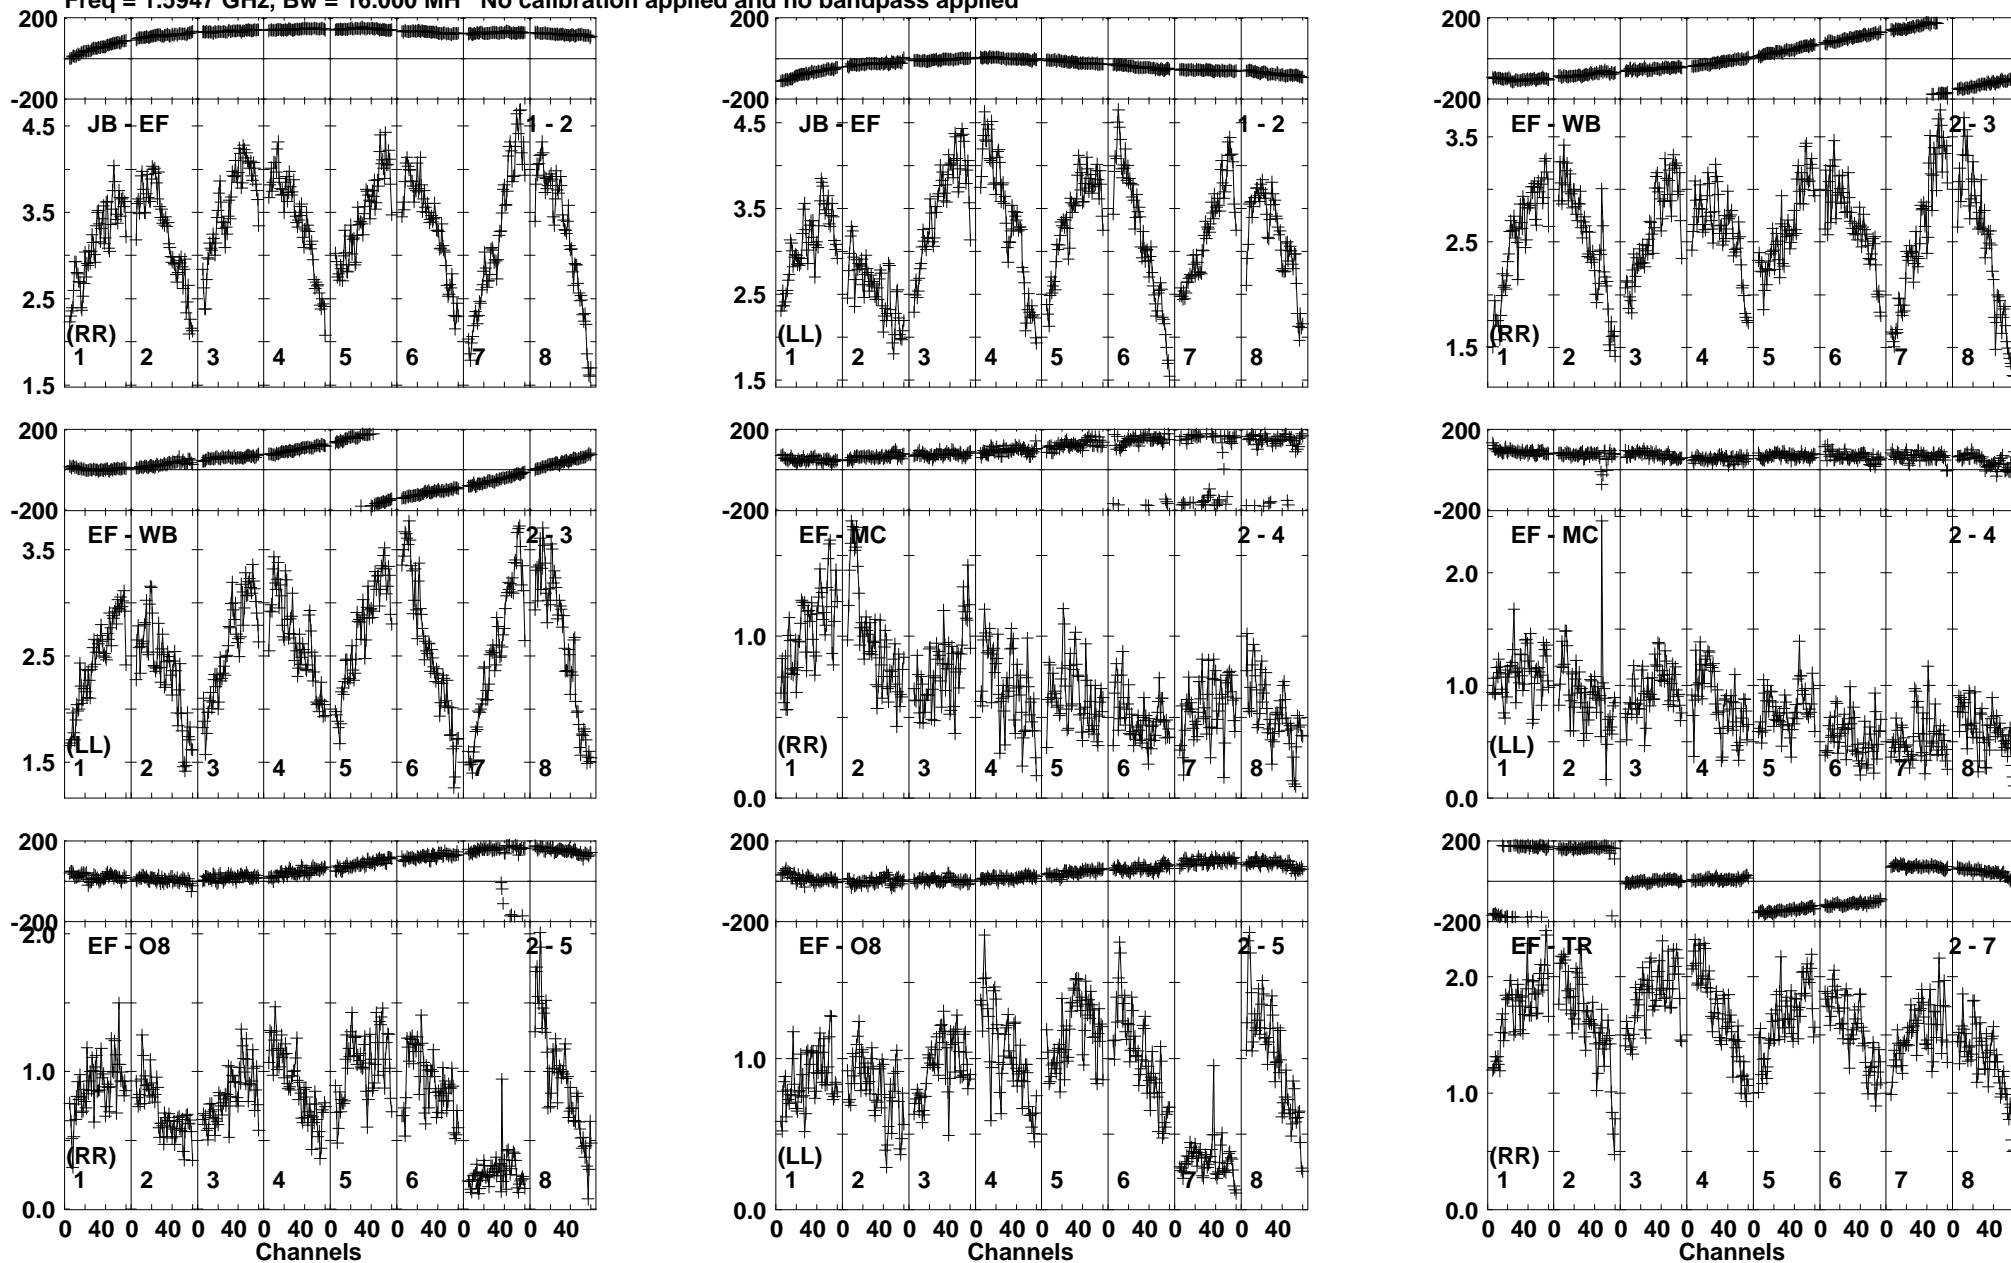 Freq = 1.5947 GHz, Bw = 16.000 MH No calibration applied and no bandpass applied
200 200 200
-200 -200 -200
4.5 JB - EF 1 - 2 4.5 JB - EF 1 - 2 3.5 EF - WB 2 - 3
3.5 3.5 2.5
2.5 2.5 1.5
(RR) (LL) (RR)
1 2 3 4 5 6 7 8 1 2 3 4 5 6 7 8 1 2 3 4 5 6 7 8
1.5 1.5
200 200 200
-200 -200 -200
3.5 EF - WB 2 - 3 EF - MC 2 - 4 EF - MC 2 - 4
2.5 1.0 2.0
1.5 1.0
(LL) (RR) (LL)
1 2 3 4 5 6 7 8 1 2 3 4 5 6 7 8 1 2 3 4 5 6 7 8
0.0 0.0
200 200 200
-200 -200 -200
2.0 EF - O8 2 - 5 EF - O8 2 - 5 EF - TR 2 - 7
2.0
1.0 1.0 1.0
(RR) (LL) (RR)
1 2 3 4 5 6 7 8 1 2 3 4 5 6 7 8 1 2 3 4 5 6 7 8
0.0 0.0 0.0
0 40 0 40 0 40 0 40 0 40 0 40 0 40 0 40 0 40 0 40 0 40 0 40 0 40 0 40 0 40 0 40 0 40 0 40 0 40 0 40 0 40 0 40 0 40 0 40
Channels Channels Channels